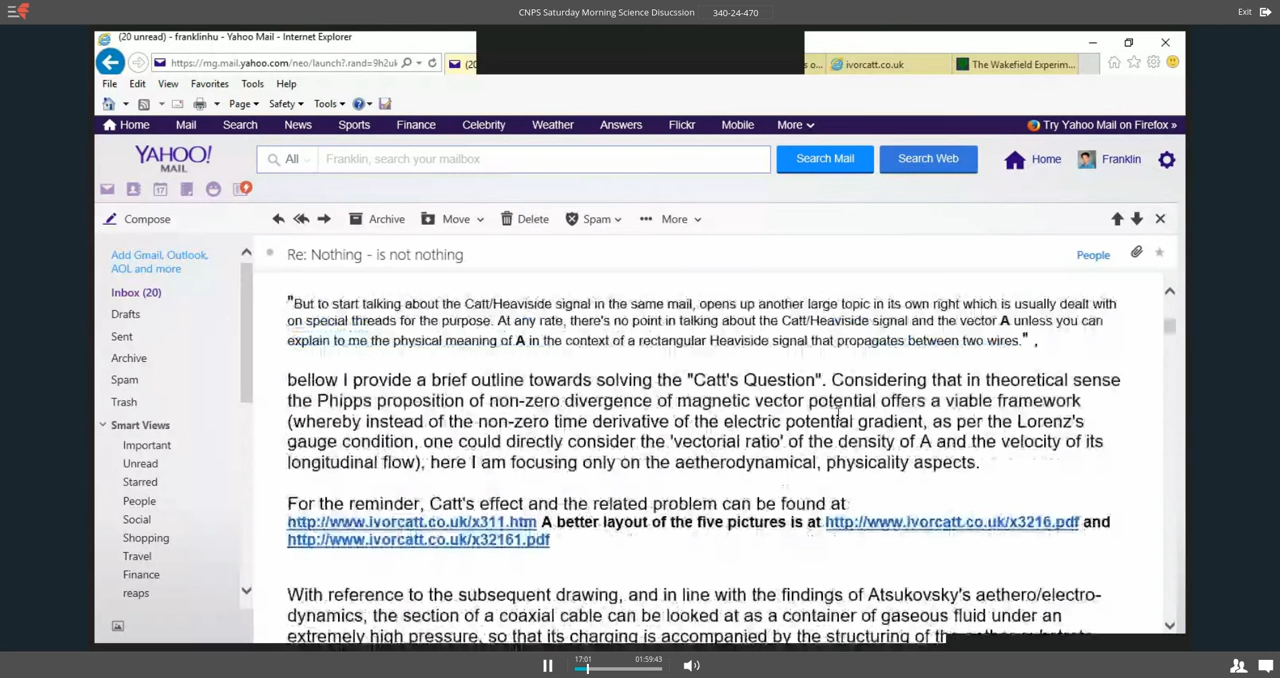 CNPS Saturday Morning Science Disucssion 340-24-470 Exit
(20 unread) - franklinhu - Yahoo Mail - Internet Explorer
https://mg.mail.yahoo.com/neo/launch?.rand=9h2uk (20 s o... ivorcatt.co.uk The Wakefield Experim...
File Edit View Favorites Tools Help
Page Safety Tools
Home Mail Search News Sports Finance Celebrity Weather Answers Flickr Mobile More Try Yahoo Mail on Firefox »
YAHOO!
MAIL
All Franklin, search your mailbox Search Mail Search Web Home Franklin
17
Compose Archive Move Delete Spam More
Add Gmail, Outlook,
AOL and more
Inbox (20)
Drafts
Sent
Archive
Spam
Trash
Smart Views
Important
Unread
Starred
People
Social
Shopping
Travel
Finance
reaps
Re: Nothing - is not nothing People
"But to start talking about the Catt/Heaviside signal in the same mail, opens up another large topic in its own right which is usually dealt with
on special threads for the purpose. At any rate, there's no point in talking about the Catt/Heaviside signal and the vector A unless you can
explain to me the physical meaning of A in the context of a rectangular Heaviside signal that propagates between two wires." ,
bellow I provide a brief outline towards solving the "Catt's Question". Considering that in theoretical sense
the Phipps proposition of non-zero divergence of magnetic vector potential offers a viable framework
(whereby instead of the non-zero time derivative of the electric potential gradient, as per the Lorenz's
gauge condition, one could directly consider the 'vectorial ratio' of the density of A and the velocity of its
longitudinal flow), here I am focusing only on the aetherodynamical, physicality aspects.
For the reminder, Catt's effect and the related problem can be found at
http://www.ivorcatt.co.uk/x311.htm A better layout of the five pictures is at http://www.ivorcatt.co.uk/x3216.pdf and
http://www.ivorcatt.co.uk/x32161.pdf
With reference to the subsequent drawing, and in line with the findings of Atsukovsky's aethero/electro-
dynamics, the section of a coaxial cable can be looked at as a container of gaseous fluid under an
extremely high pressure, so that its charging is accompanied by the structuring of
17:01 01:59:43